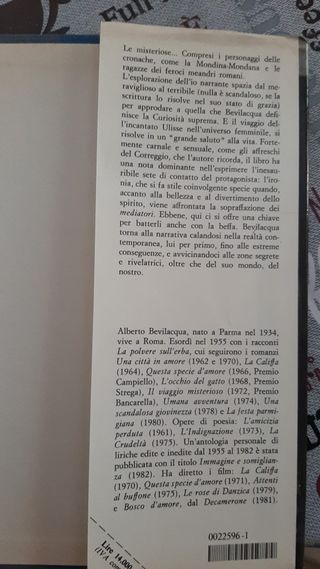 Le misteriose... Compresi i personaggi delle
cronache, come la Mondina-Mondana e le
ragazze dei feroci meandri romani.
L'esplorazione dell'io narrante spazia dal me-
raviglioso al terribile (nulla è scandaloso, se la
scrittura lo risolve nel suo stato di grazia)
per approdare a quella che Bevilacqua defi-
nisce la Curiosità suprema. E il viaggio del-
l'incantato Ulisse nell'universo femminile, si
risolve in un "grande saluto" alla vita. Forte-
mente carnale e sensuale, come gli affreschi
del Correggio, che l'autore ricorda, il libro ha
una nota dominante nell'esprimere l'inesau-
ribile sete di contatto del protagonista: l'iro-
nia, che si fa stile coinvolgente specie quando,
accanto alla bellezza e al divertimento dello
spirito, viene affrontata la sopraffazione dei
mediatori. Ebbene, qui ci si offre una chiave
per batterli anche con la beffa. Bevilacqua
torna alla narrativa calandosi nella realtà con-
temporanea, lui per primo, fino alle estreme
conseguenze, e avvicinandoci alle zone segrete
e rivelatrici, oltre che del suo mondo, del
nostro.
Alberto Bevilacqua, nato a Parma nel 1934,
vive a Roma. Esordì nel 1955 con i racconti
La polvere sull'erba, cui seguirono i romanzi
Una città in amore (1962 e 1970), La Califfa
(1964), Questa specie d'amore (1966, Premio
Campiello), L'occhio del gatto (1968, Premio
Strega), Il viaggio misterioso (1972, Premio
Bancarella), Umana avventura (1974), Una
scandalosa giovinezza (1978) e La festa parmi-
giana (1980). Opere di poesia: L'amicizia
perduta (1961), L'Indignazione (1973), La
Crudeltà (1975). Un'antologia personale di
liriche edite e inedite dal 1955 al 1982 è stata
pubblicata con il titolo Immagine e somiglian-
za (1982). Ha diretto i film: La Califfa
(1970), Questa specie d'amore (1971), Attenti
al buffone (1975), Le rose di Danzica (1979),
e Bosco d'amore, dal Decamerone (1981).
Lire 14.000
(IVA com
0022596-1